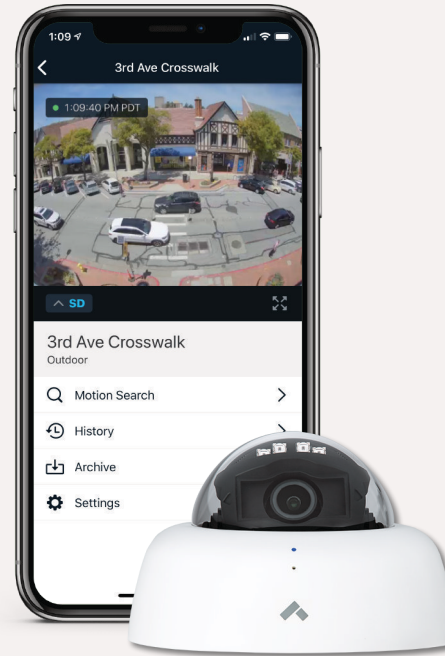 1:09
3rd Ave Crosswalk
1:09:40 PM PDT
SD
3rd Ave Crosswalk
Outdoor
Motion Search
History
Archive
Settings